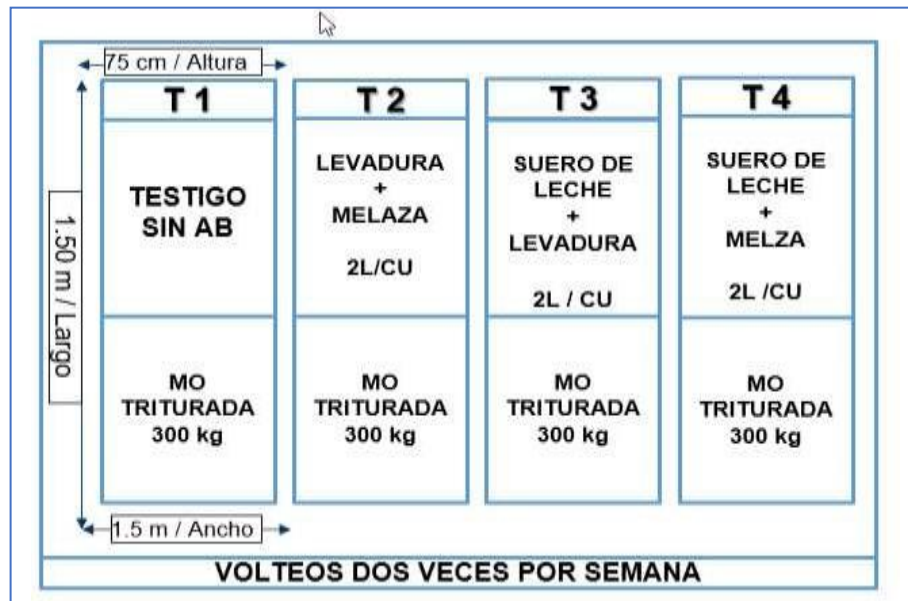 75 cm / Altura
1.50 m / Largo
T 1
TESTIGO
SIN AB
MO
TRITURADA
300 kg
T 2
LEVADURA
+
MELAZA
2L/CU
MO
TRITURADA
300 kg
T 3
SUERO DE
LECHE
+
LEVADURA
2L / CU
MO
TRITURADA
300 kg
T 4
SUERO DE
LECHE
+
MELZA
2L /CU
MO
TRITURADA
300 kg
1.5 m / Ancho
VOLTEOS DOS VECES POR SEMANA